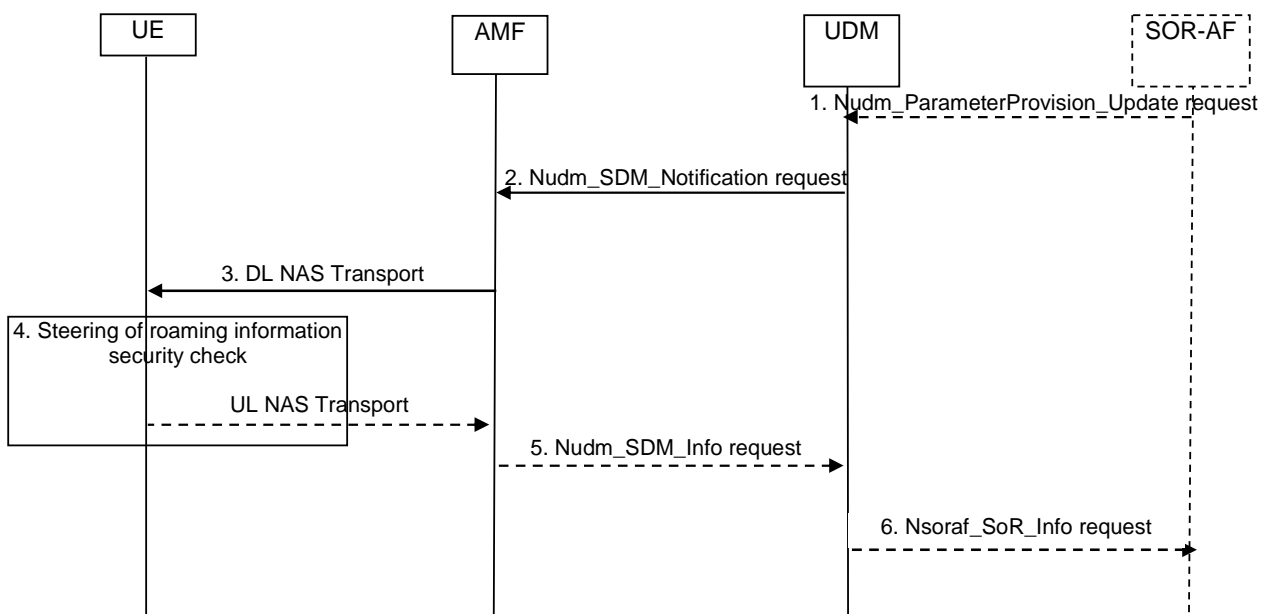 UE
AMF
UDM
SOR-AF
1. Nudm_ParameterProvision_Update request
2. Nudm_SDM_Notification request
3. DL NAS Transport
4. Steering of roaming information
security check
UL NAS Transport
5. Nudm_SDM_Info request
6. Nsoraf_SoR_Info request